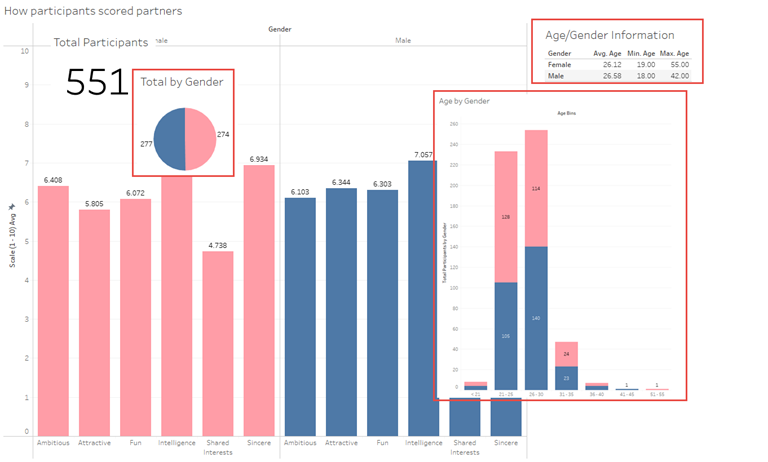 How participants scored partners
Gender
Total Participants
ale
Male
551
Total by Gender
277
274
Age/Gender Information
Gender Avg. Age Min. Age Max. Age
Female 26.12 19.00 55.00
Male 26.58 18.00 42.00
Scale (1 - 10) Avg
10
9
8
7
6
5
4
3
2
1
0
6.408
5.805
6.072
4.738
6.934
6.103
6.344
6.303
7.057
Ambitious Attractive Fun Intelligence Shared Interests Sincere
Ambitious Attractive Fun Intelligence Shared Interests Sincere
Age by Gender
Age Bins
Total Participants by Gender
260
240
220
200
180
160
140
120
100
80
60
40
20
0
128
105
114
140
24
23
1
1
<21 21-25 26-30 31-35 36-40 41-45 51-55